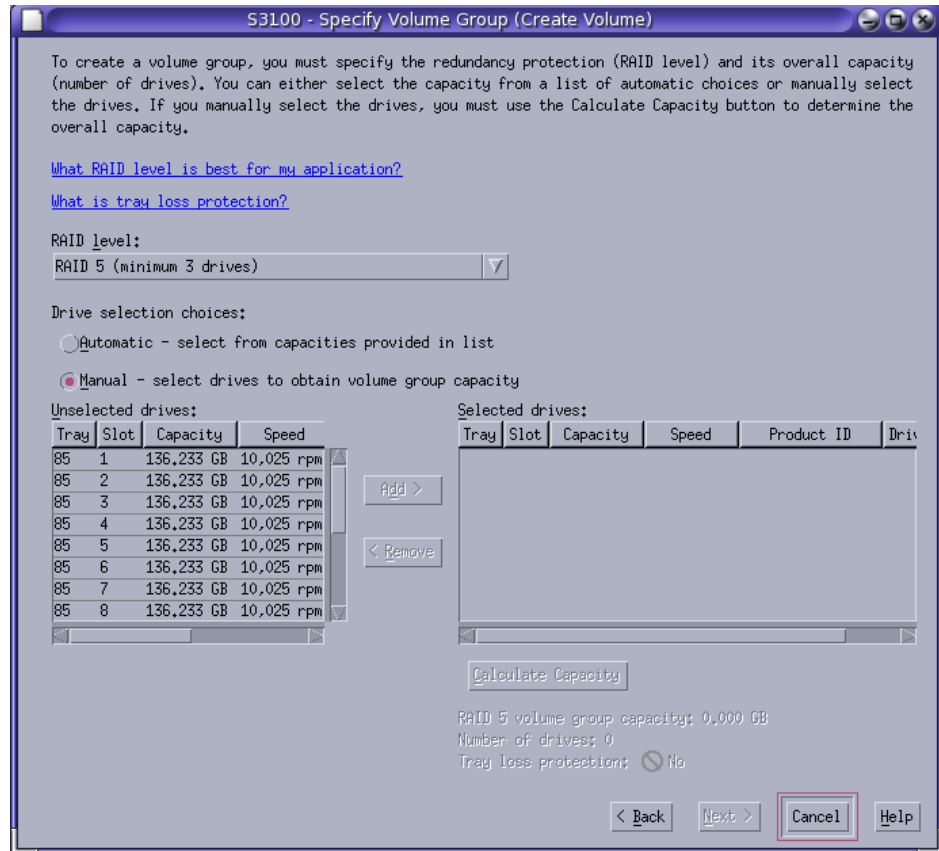 S3100 - Specify Volume Group (Create Volume)
To create a volume group, you must specify the redundancy protection (RAID level) and its overall capacity
(number of drives). You can either select the capacity from a list of automatic choices or manually select
the drives. If you manually select the drives, you must use the Calculate Capacity button to determine the
overall capacity.
What RAID level is best for my application?
What is tray loss protection?
RAID level:
RAID 5 (minimum 3 drives)
Drive selection choices:
Automatic - select from capacities provided in list
Manual - select drives to obtain volume group capacity
Unselected drives:
Tray Slot Capacity Speed
85 1 136.233 GB 10,025 rpm
85 2 136.233 GB 10,025 rpm
85 3 136.233 GB 10,025 rpm
85 4 136.233 GB 10,025 rpm
85 5 136.233 GB 10,025 rpm
85 6 136.233 GB 10,025 rpm
85 7 136.233 GB 10,025 rpm
85 8 136.233 GB 10,025 rpm
Add >
< Remove
Selected drives:
Tray Slot Capacity Speed Product ID Driv
Calculate Capacity
RAID 5 volume group capacity: 0.000 GB
Number of drives: 0
Tray loss protection: No
< Back Next > Cancel Help